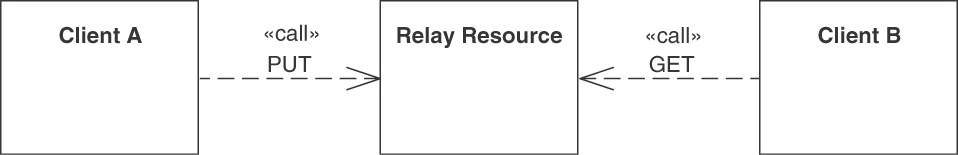 Client A
«call»
PUT
Relay Resource
«call»
GET
Client B